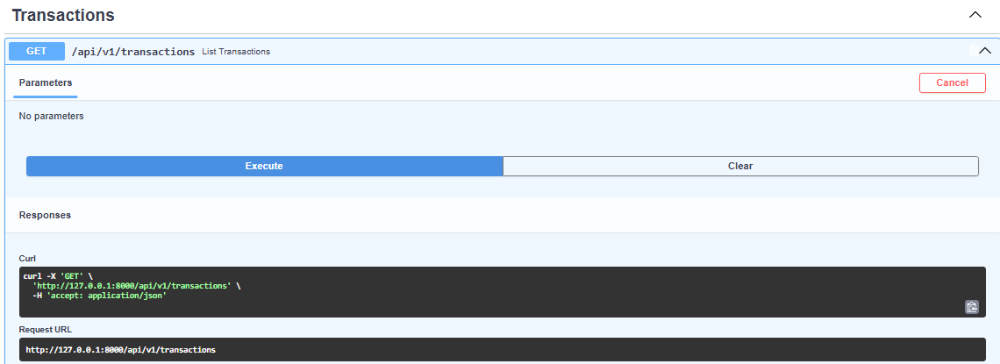 Transactions
GET /api/v1/transactions List Transactions
Parameters Cancel
No parameters
Execute Clear
Responses
Curl
curl -X 'GET' \
'http://127.0.0.1:8000/api/v1/transactions' \
-H 'accept: application/json'
Request URL
http://127.0.0.1:8000/api/v1/transactions